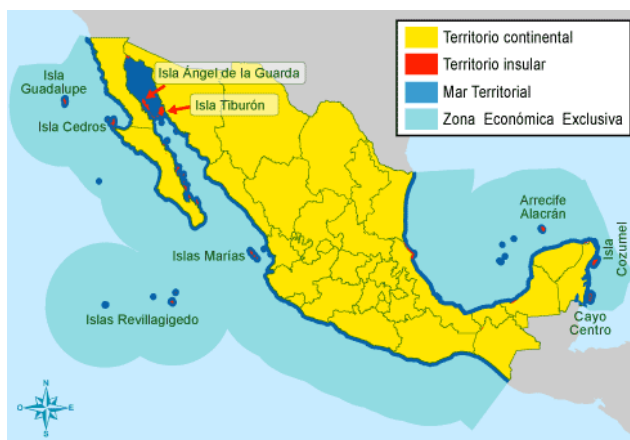 Territorio continental
Territorio insular
Mar Territorial
Zona Económica Exclusiva
Isla Ángel de la Guarda
Isla
Guadalupe
Isla Tiburón
Isla Cedros
Arrecife
Alacrán
Isla
Cozumel
Islas Marías
Islas Revillagigedo
Cayo
Centro
N
O
E
S